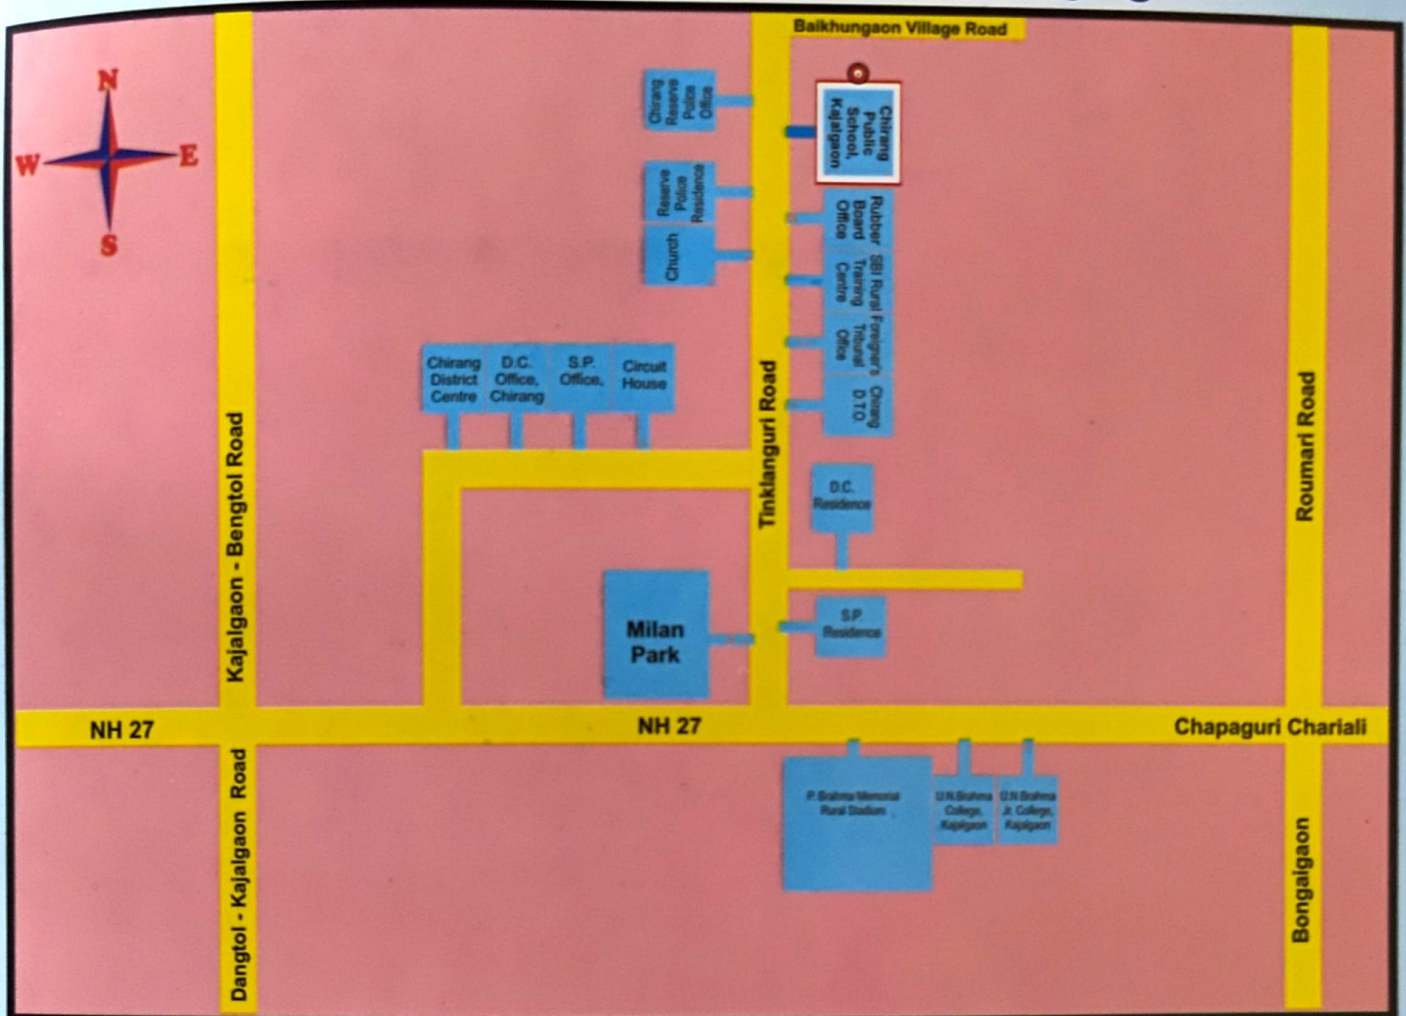 Baikhungaon Village Road
N
W
E
S
Chirang
Reserve
Police
Office
Chirang
Public
School,
Kajalgaon
Reserve
Police
Residence
Church
Rubber
Board
Office
SBI Rural
Training
Centre
Foreigner's
Tribunal
Office
Chirang
D.T.O.
Chirang
District
Centre
D.C.
Office,
Chirang
S.P.
Office,
Circuit
House
Kajalgaon - Bengtol Road
Tinklanguri Road
Roumari Road
D.C.
Residence
Milan
Park
S.P.
Residence
NH 27
NH 27
Chapaguri Chariali
Dangtol - Kajalgaon Road
P. Brahma Memorial
Rural Stadium
U.N.Brahma
College,
Kajalgaon
U.N.Brahma
Jr. College,
Kajalgaon
Bongaigaon